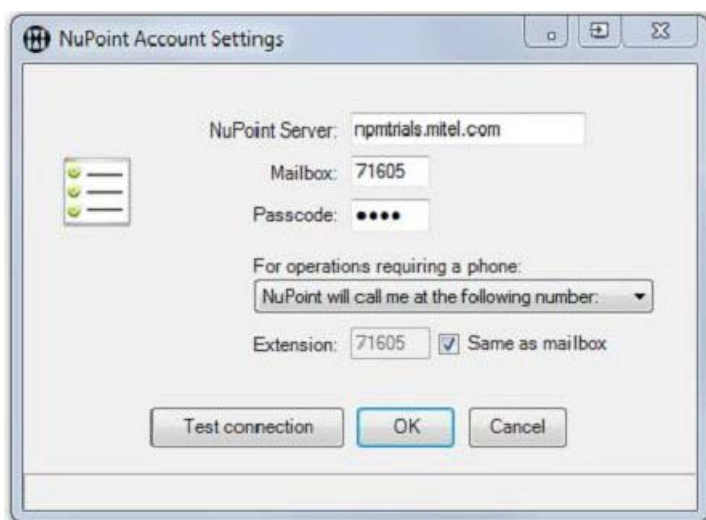 NuPoint Account Settings
NuPoint Server: npmtrials.mitel.com
Mailbox: 71605
Passcode: ••••
For operations requiring a phone:
NuPoint will call me at the following number:
Extension: 71605 Same as mailbox
Test connection OK Cancel